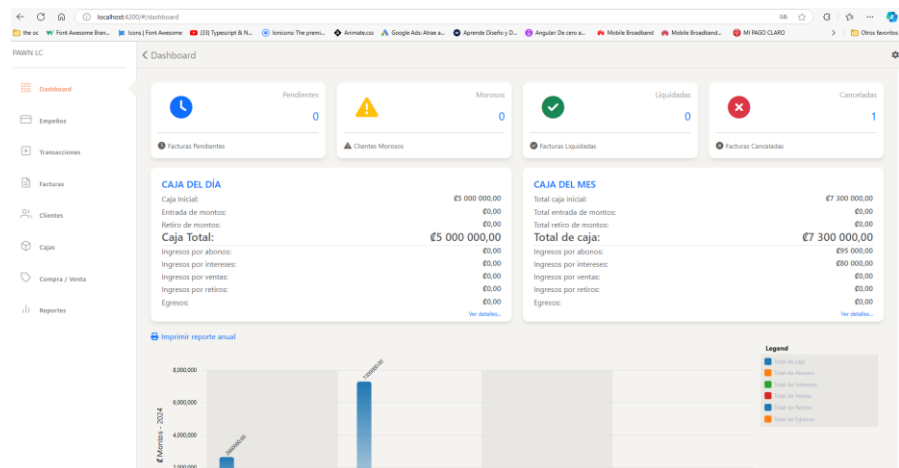 localhost:4200/#/dashboard
the oc
Font Awesome Bran...
Icons | Font Awesome
(33) Typescript & N...
Ionicons: The premi...
Animate.css
Google Ads: Atrae a...
Aprende Diseño y D...
Angular: De cero a...
Mobile Broadband
Mobile Broadband...
MI PAGO CLARO
Otros favoritos
PAWN LC
Dashboard
Dashboard
Empeños
Transacciones
Facturas
Clientes
Cajas
Compra / Venta
Reportes
Pendientes
0
Facturas Pendientes
Morosos
0
Clientes Morosos
Liquidadas
0
Facturas Liquidadas
Canceladas
1
Facturas Canceladas
CAJA DEL DÍA
Caja Inicial: ₡5 000 000,00
Entrada de montos: ₡0,00
Retiro de montos: ₡0,00
Caja Total: ₡5 000 000,00
Ingresos por abonos: ₡0,00
Ingresos por intereses: ₡0,00
Ingresos por ventas: ₡0,00
Ingresos por retiros: ₡0,00
Egresos: ₡0,00
Ver detalles...
CAJA DEL MES
Total caja inicial: ₡7 300 000,00
Total entrada de montos: ₡0,00
Total retiro de montos: ₡0,00
Total de caja: ₡7 300 000,00
Ingresos por abonos: ₡95 000,00
Ingresos por intereses: ₡80 000,00
Ingresos por ventas: ₡0,00
Ingresos por retiros: ₡0,00
Egresos: ₡0,00
Ver detalles...
Imprimir reporte anual
8,000,000
6,000,000
4,000,000
2,000,000
₡ Montos - 2024
7300000.00
Legend
Total de caja
Total de Abonos
Total de Intereses
Total de Ventas
Total de Retiros
Total de Egresos